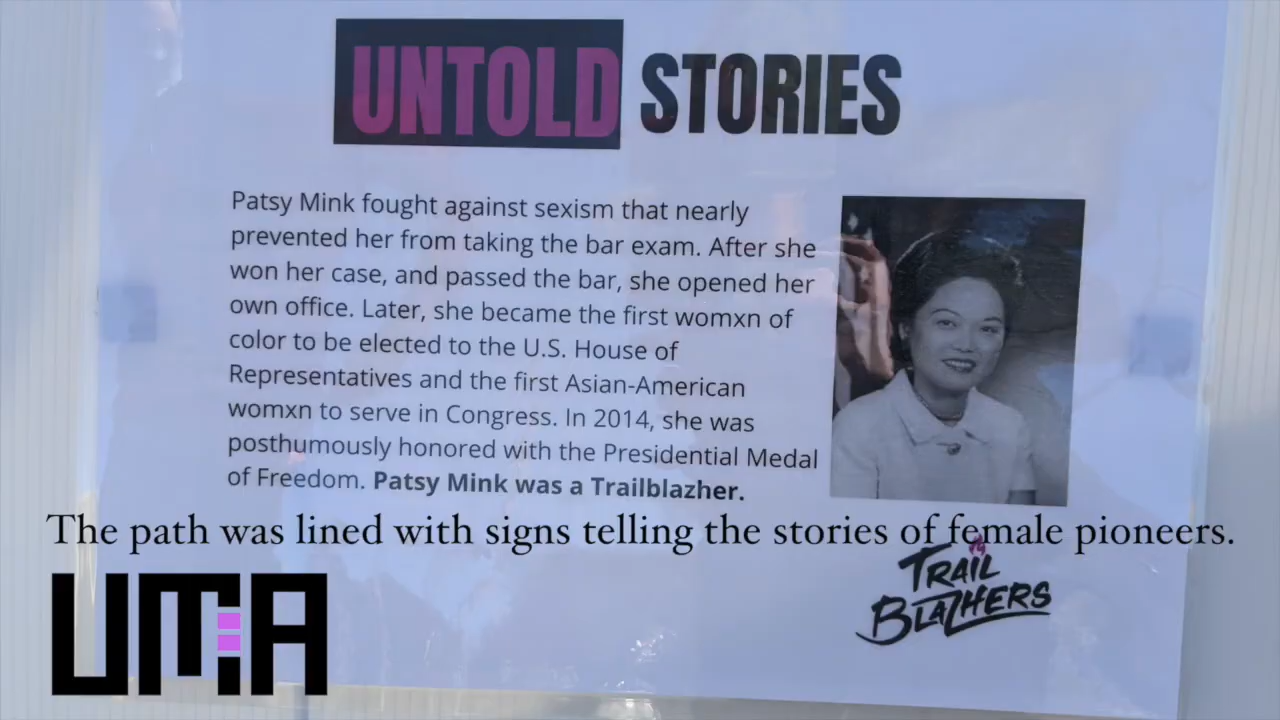 UNTOLD STORIES
Patsy Mink fought against sexism that nearly
prevented her from taking the bar exam. After she
won her case, and passed the bar, she opened her
own office. Later, she became the first womxn of
color to be elected to the U.S. House of
Representatives and the first Asian-American
womxn to serve in Congress. In 2014, she was
posthumously honored with the Presidential Medal
of Freedom. Patsy Mink was a Trailblazher.
The path was lined with signs telling the stories of female pioneers.
TRAIL
BLAZHERS
UMA